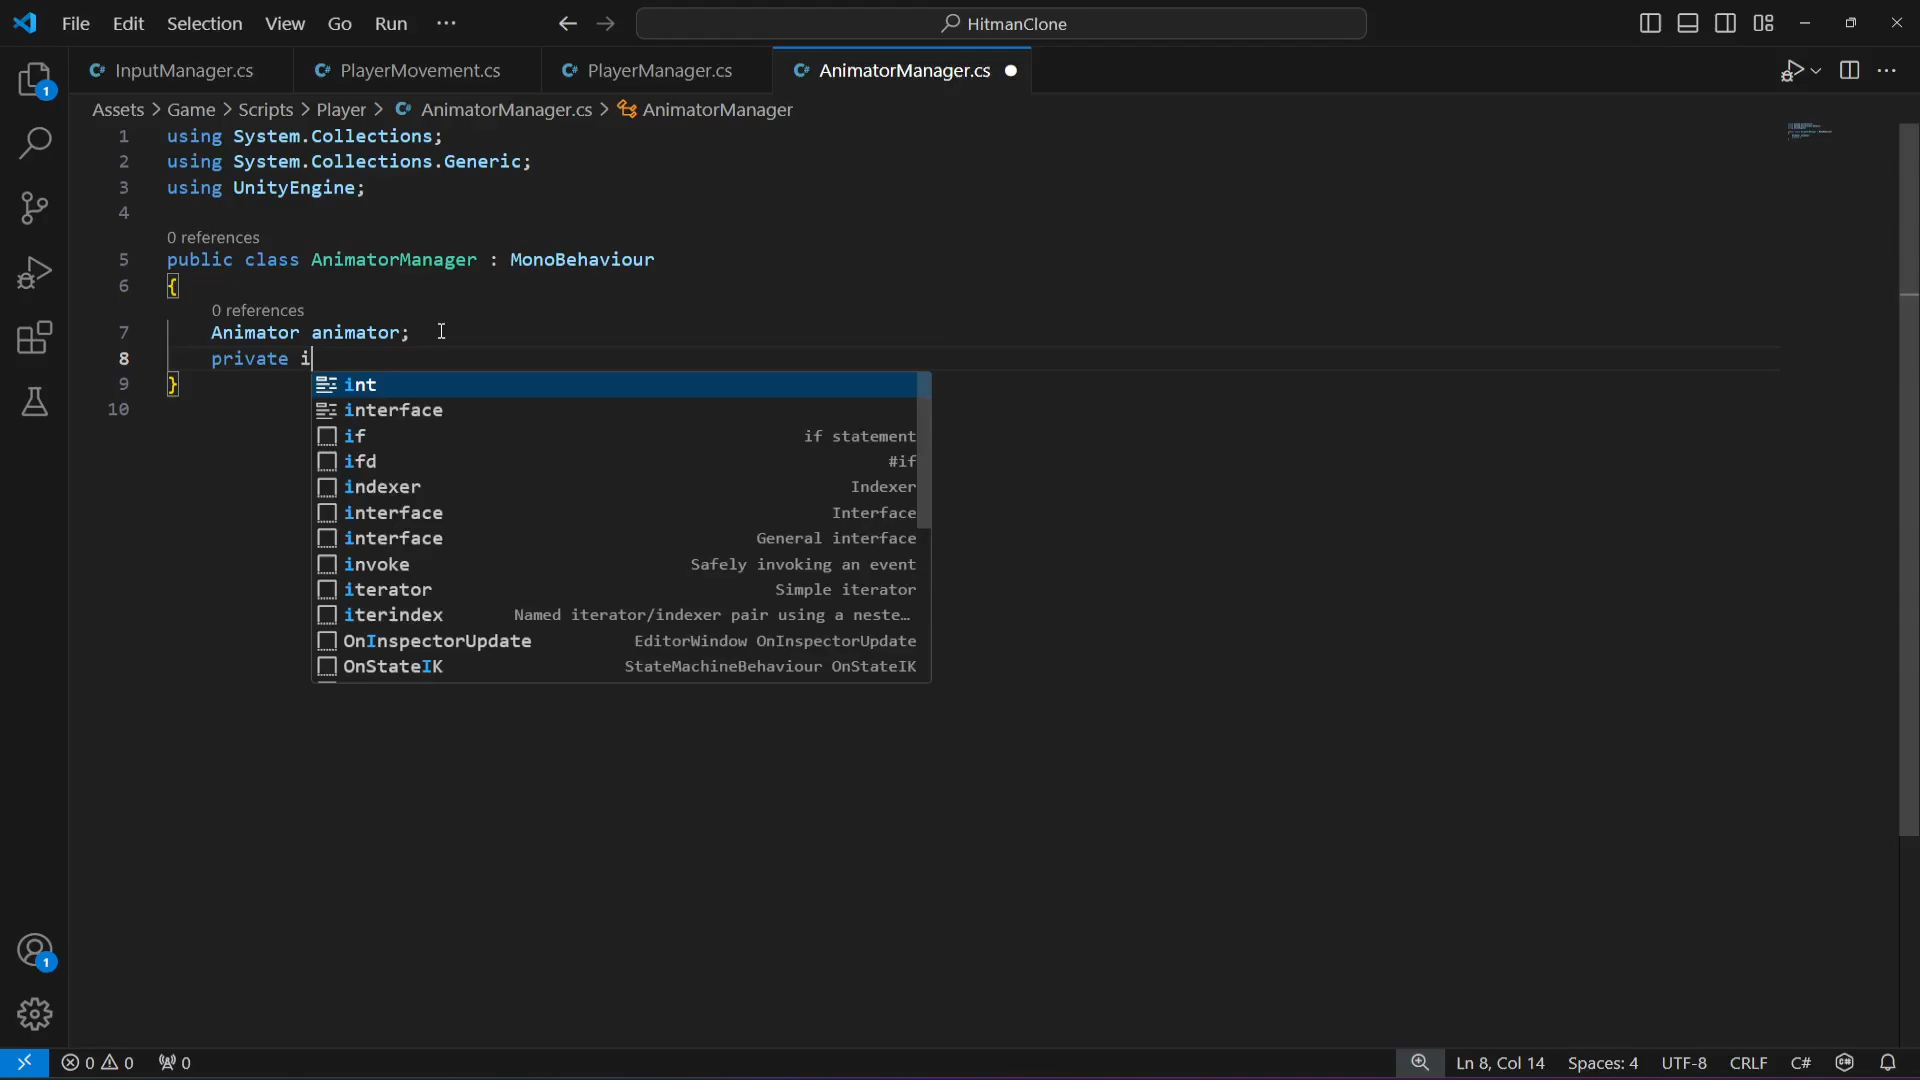 File Edit Selection View Go Run ···
HitmanClone
InputManager.cs
PlayerMovement.cs
PlayerManager.cs
AnimatorManager.cs
Assets > Game > Scripts > Player > AnimatorManager.cs > AnimatorManager
1 using System.Collections;
2 using System.Collections.Generic;
3 using UnityEngine;
4
0 references
5 public class AnimatorManager : MonoBehaviour
6 {
0 references
7 Animator animator;
8 private i
9 }
10
int
interface
if if statement
ifd #if
indexer Indexer
interface Interface
interface General interface
invoke Safely invoking an event
iterator Simple iterator
iterindex Named iterator/indexer pair using a neste…
OnInspectorUpdate EditorWindow OnInspectorUpdate
OnStateIK StateMachineBehaviour OnStateIK
1
1
0 0 0
Ln 8, Col 14 Spaces: 4 UTF-8 CRLF C#